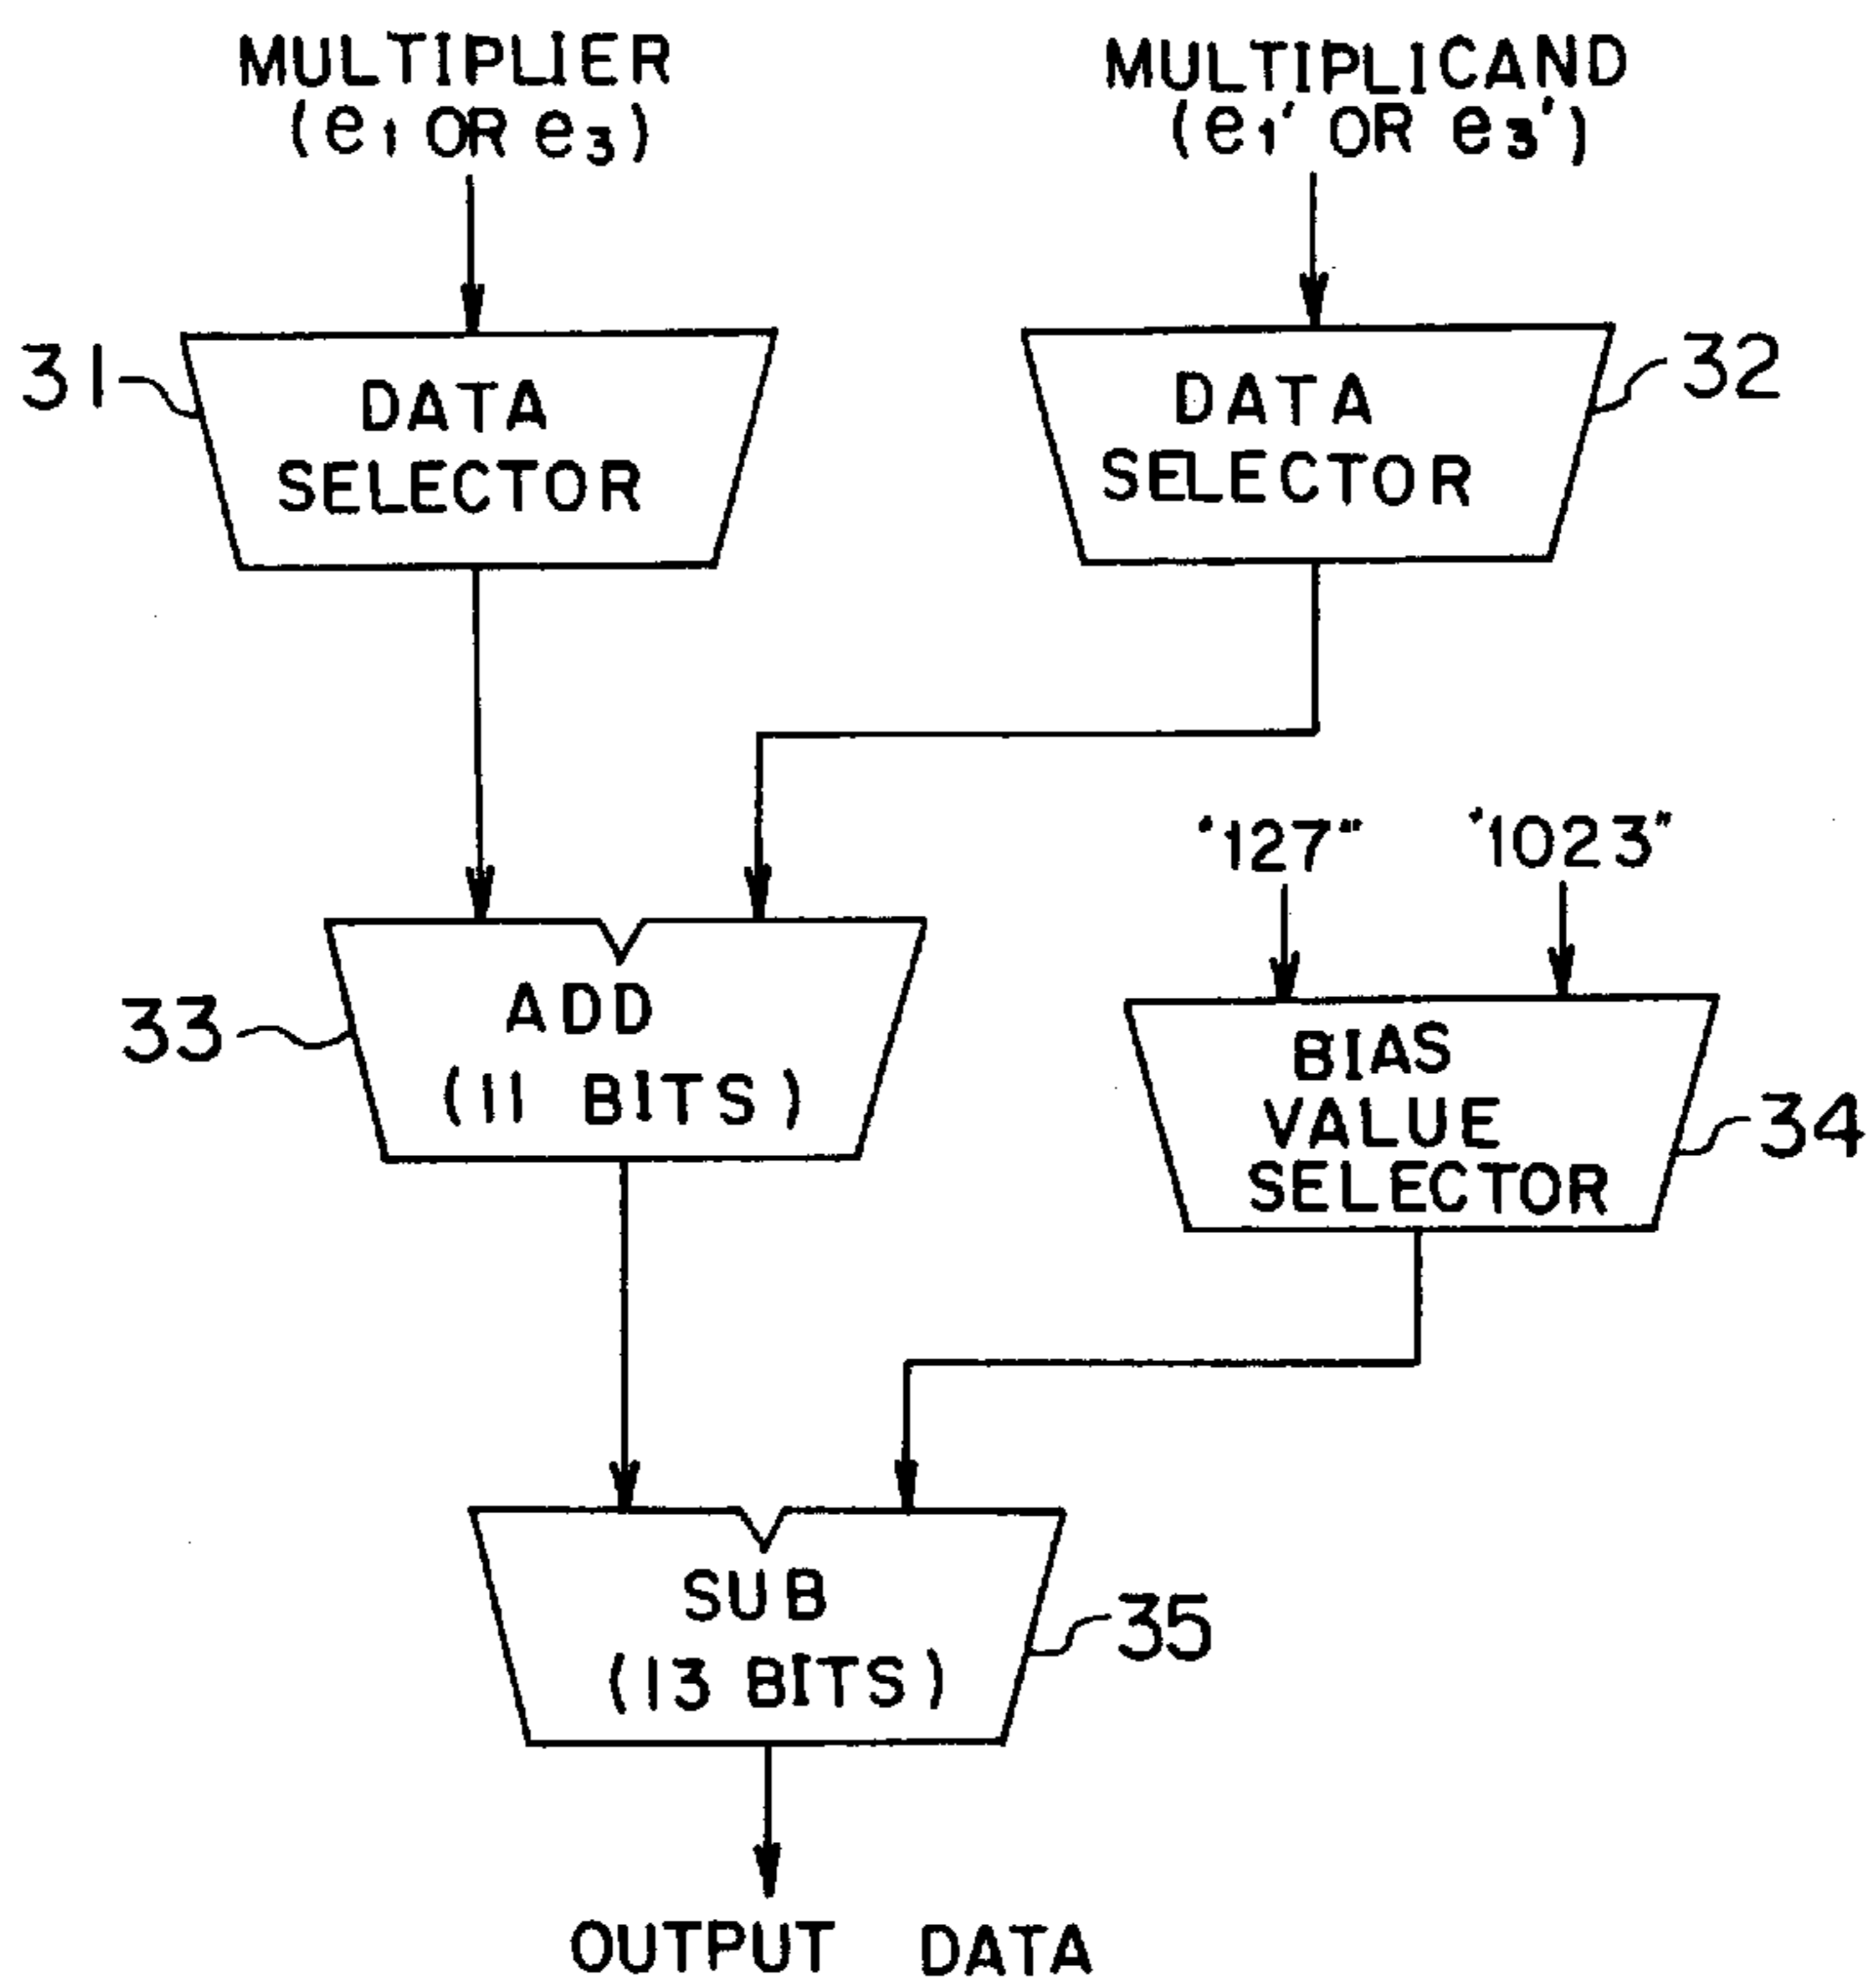 MULTIPLIER
(e₁ OR e₃)
MULTIPLICAND
(e₁' OR e₃')
31
DATA
SELECTOR
DATA
SELECTOR
32
"127"
"1023"
33
ADD
(11 BITS)
BIAS
VALUE
SELECTOR
34
SUB
(13 BITS)
35
OUTPUT DATA